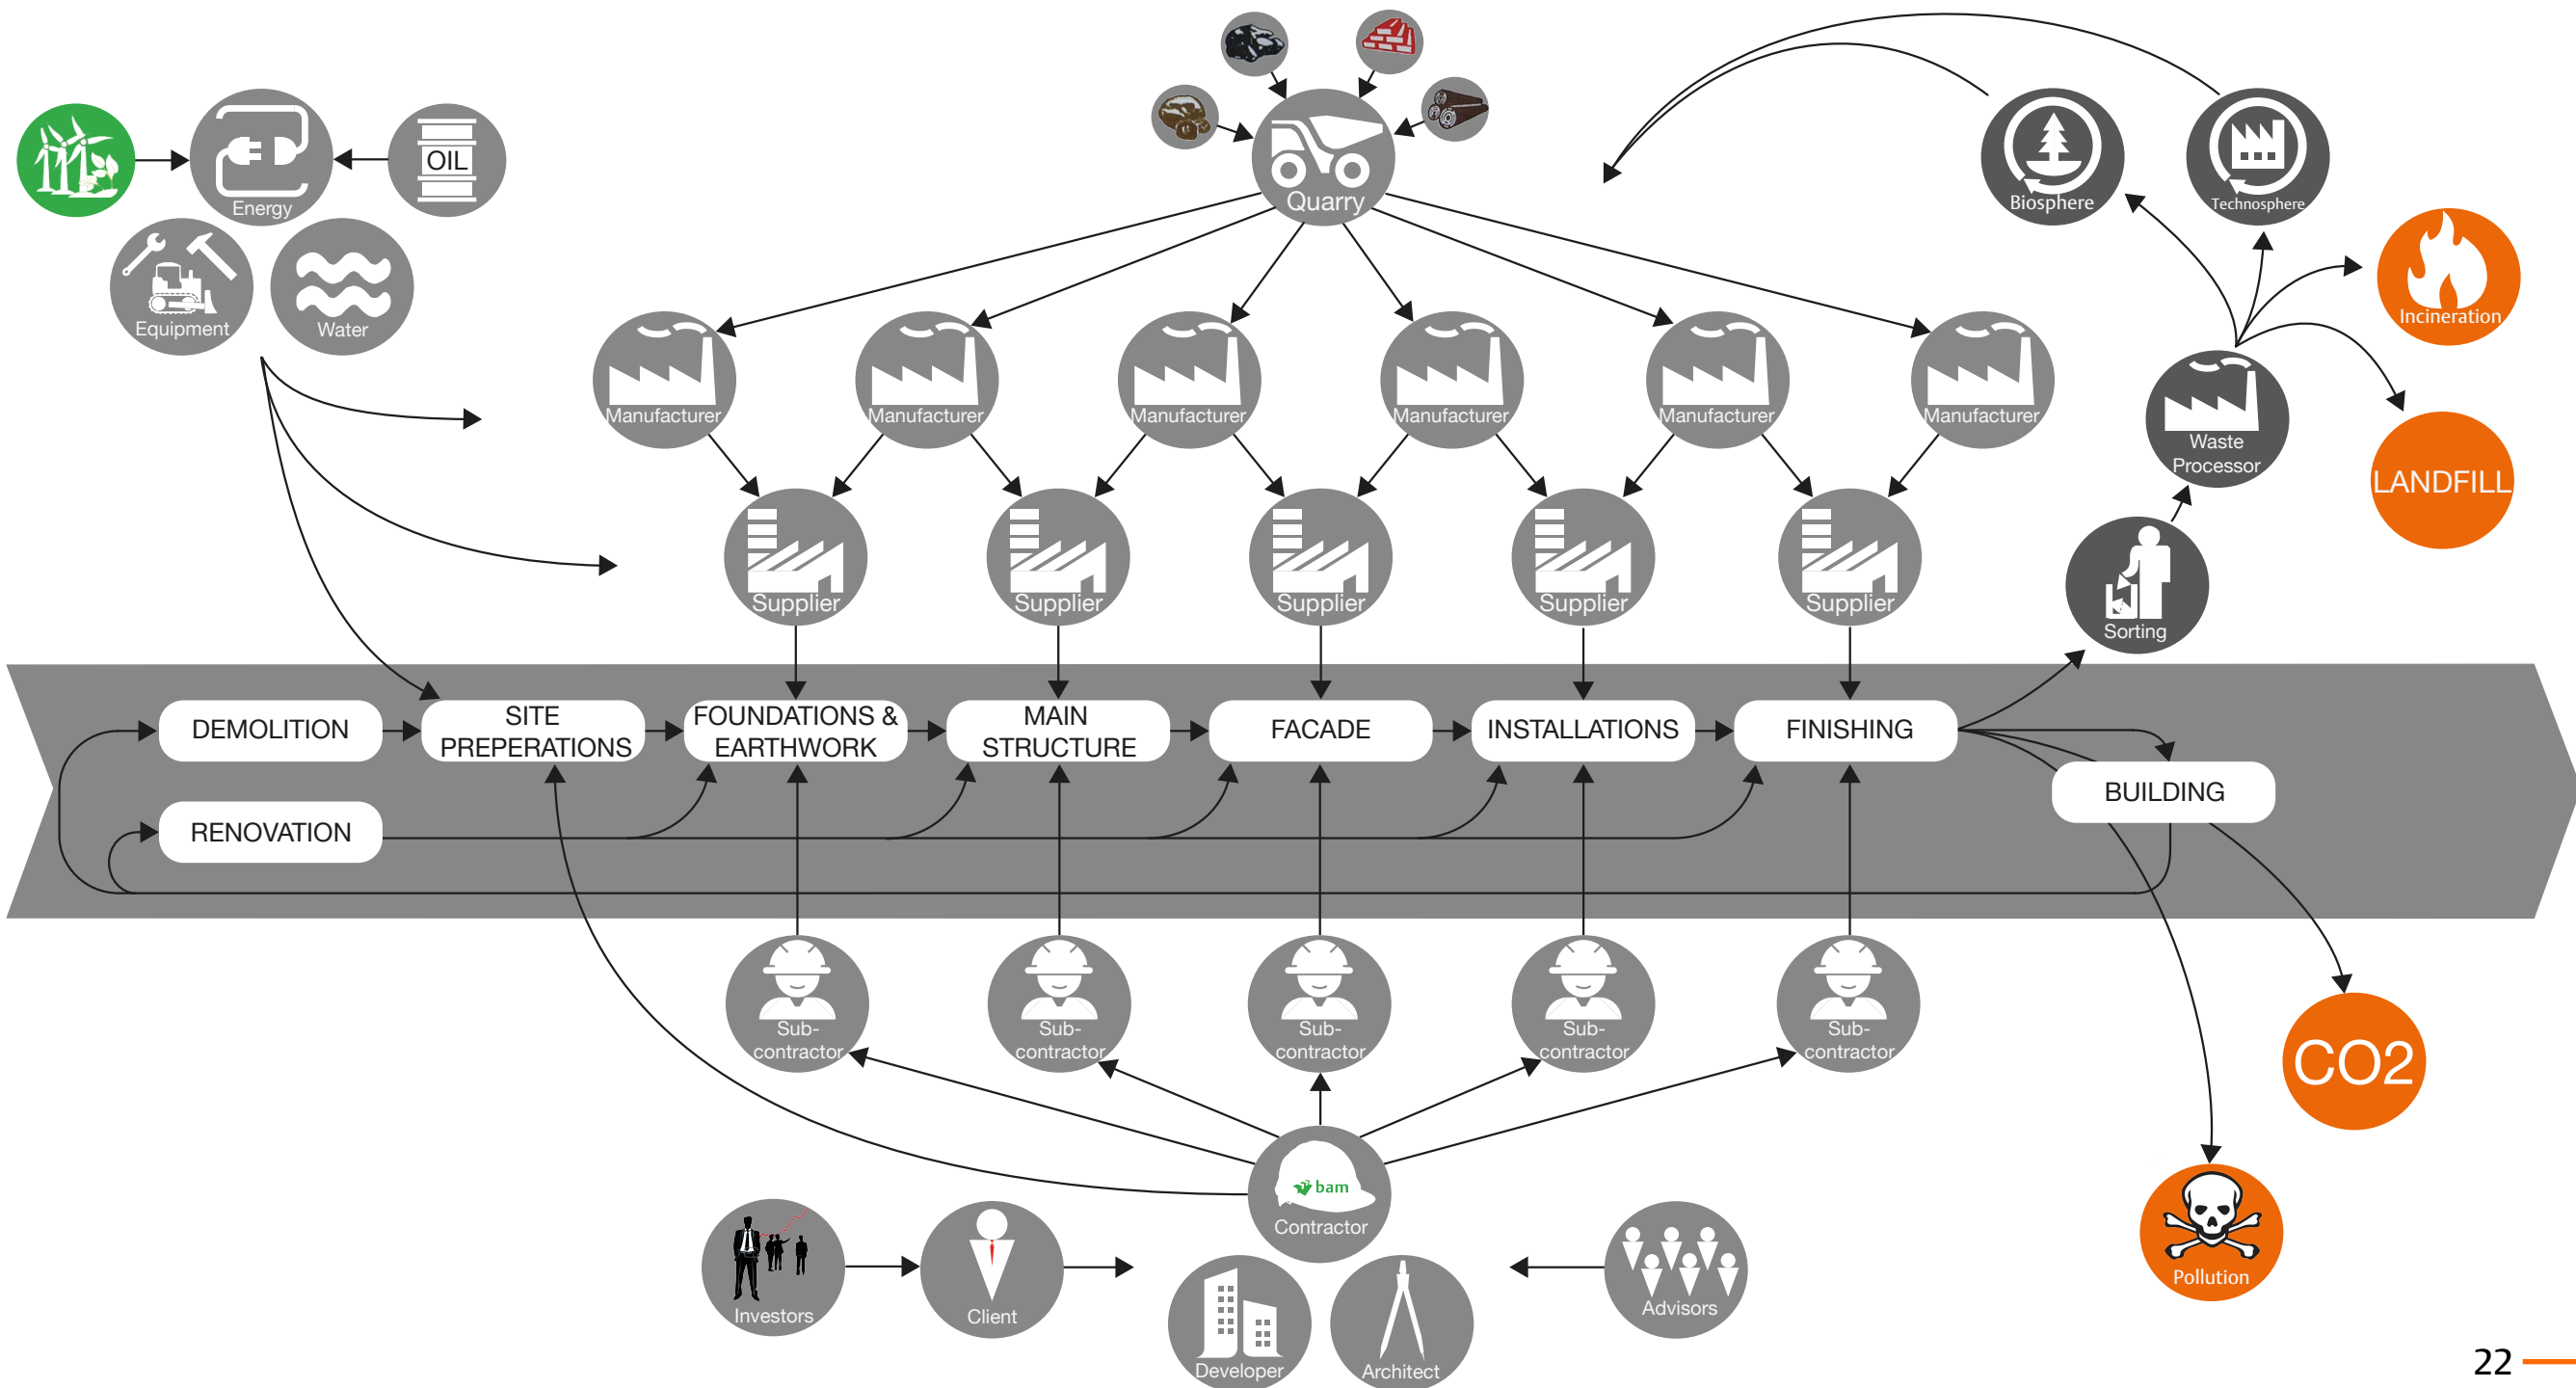 OIL
Energy
Equipment
Water
Quarry
Biosphere
Technosphere
Incineration
Manufacturer
Manufacturer
Manufacturer
Manufacturer
Manufacturer
Manufacturer
Waste
Processor
LANDFILL
Supplier
Supplier
Supplier
Supplier
Supplier
Sorting
DEMOLITION
SITE
PREPERATIONS
FOUNDATIONS &
EARTHWORK
MAIN
STRUCTURE
FACADE
INSTALLATIONS
FINISHING
BUILDING
RENOVATION
Sub-
contractor
Sub-
contractor
Sub-
contractor
Sub-
contractor
Sub-
contractor
CO2
bam
Contractor
Investors
Client
Developer
Architect
Advisors
Pollution
22